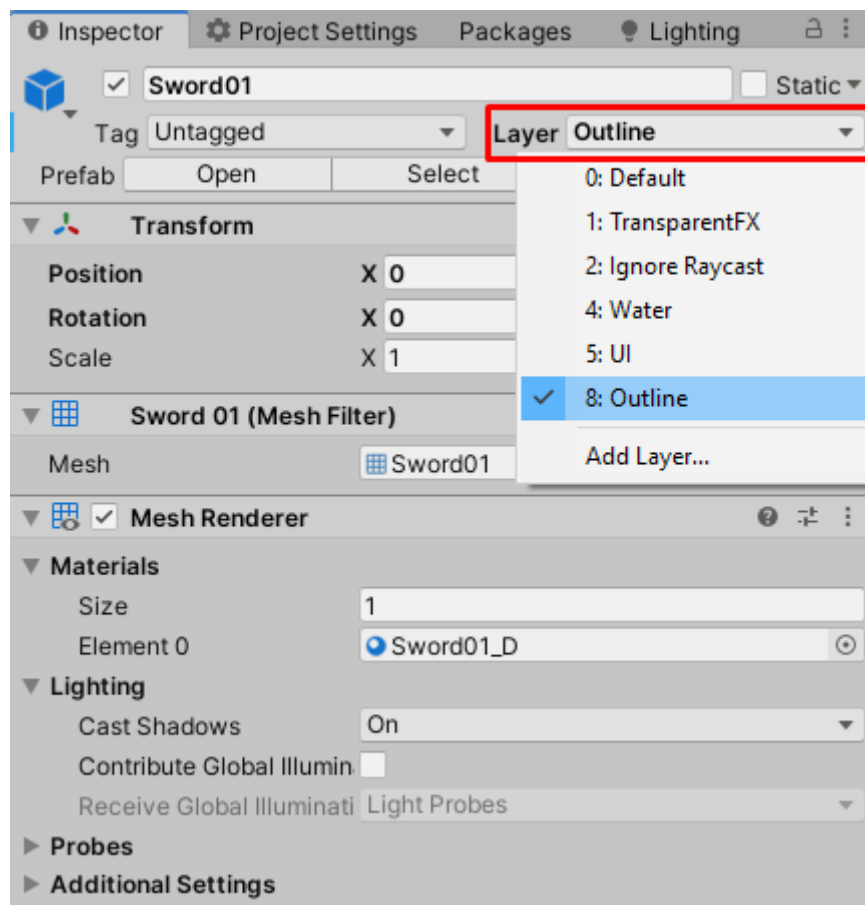 Inspector Project Settings Packages Lighting
Sword01 Static
Tag Untagged Layer Outline
Prefab Open Select
0: Default
1: TransparentFX
2: Ignore Raycast
4: Water
5: UI
8: Outline
Add Layer...
Transform
Position X 0
Rotation X 0
Scale X 1
Sword 01 (Mesh Filter)
Mesh Sword01
Mesh Renderer
Materials
Size 1
Element 0 Sword01_D
Lighting
Cast Shadows On
Contribute Global Illumin
Receive Global Illuminati Light Probes
Probes
Additional Settings